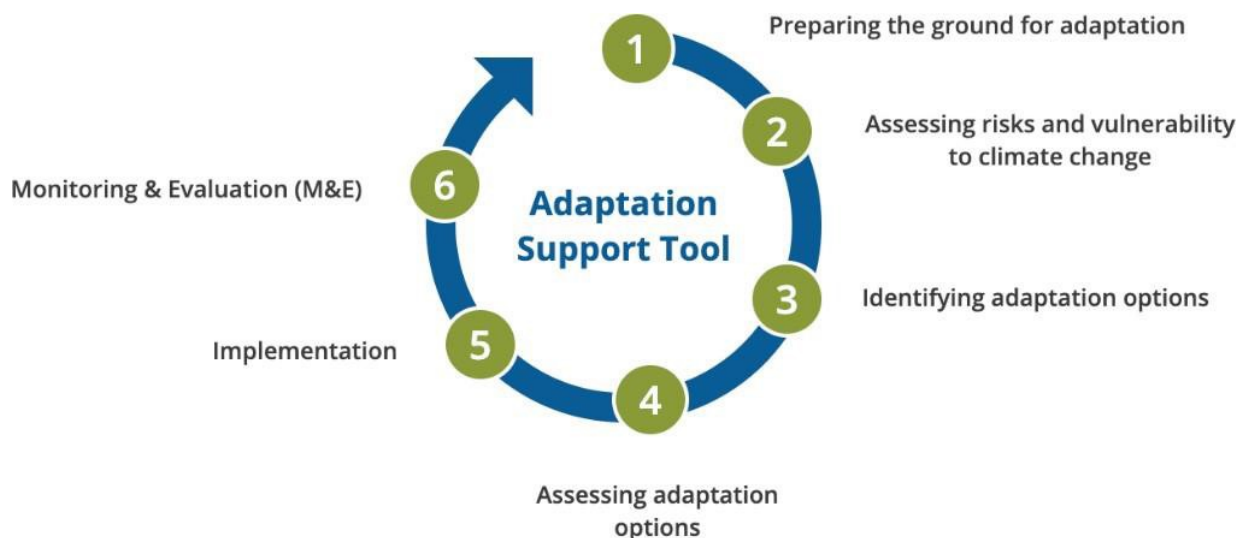 1
Preparing the ground for adaptation
2
Assessing risks and vulnerability
to climate change
3
Identifying adaptation options
4
Assessing adaptation
options
5
Implementation
6
Monitoring & Evaluation (M&E)
Adaptation
Support Tool